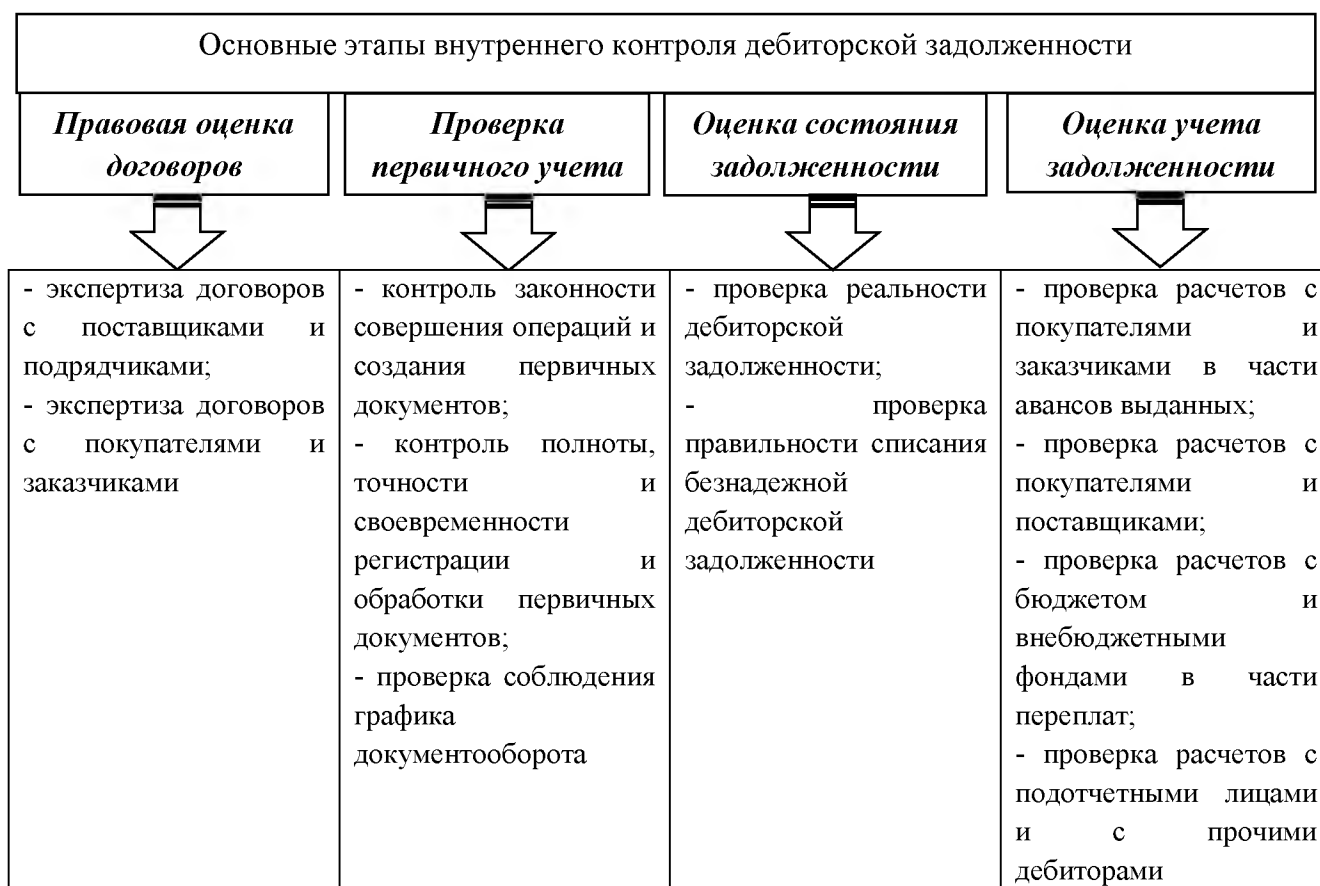 Основные этапы внутреннего контроля дебиторской задолженности
Правовая оценка
договоров
Проверка
первичного учета
Оценка состояния
задолженности
Оценка учета
задолженности
- экспертиза договоров
с поставщиками и
подрядчиками;
- экспертиза договоров
с покупателями и
заказчиками
- контроль законности
совершения операций и
создания первичных
документов;
- контроль полноты,
точности и
своевременности
регистрации и
обработки первичных
документов;
- проверка соблюдения
графика
документооборота
- проверка реальности
дебиторской
задолженности;
- проверка
правильности списания
безнадежной
дебиторской
задолженности
- проверка расчетов с
покупателями и
заказчиками в части
авансов выданных;
- проверка расчетов с
покупателями и
поставщиками;
- проверка расчетов с
бюджетом и
внебюджетными
фондами в части
переплат;
- проверка расчетов с
подотчетными лицами
и с прочими
дебиторами